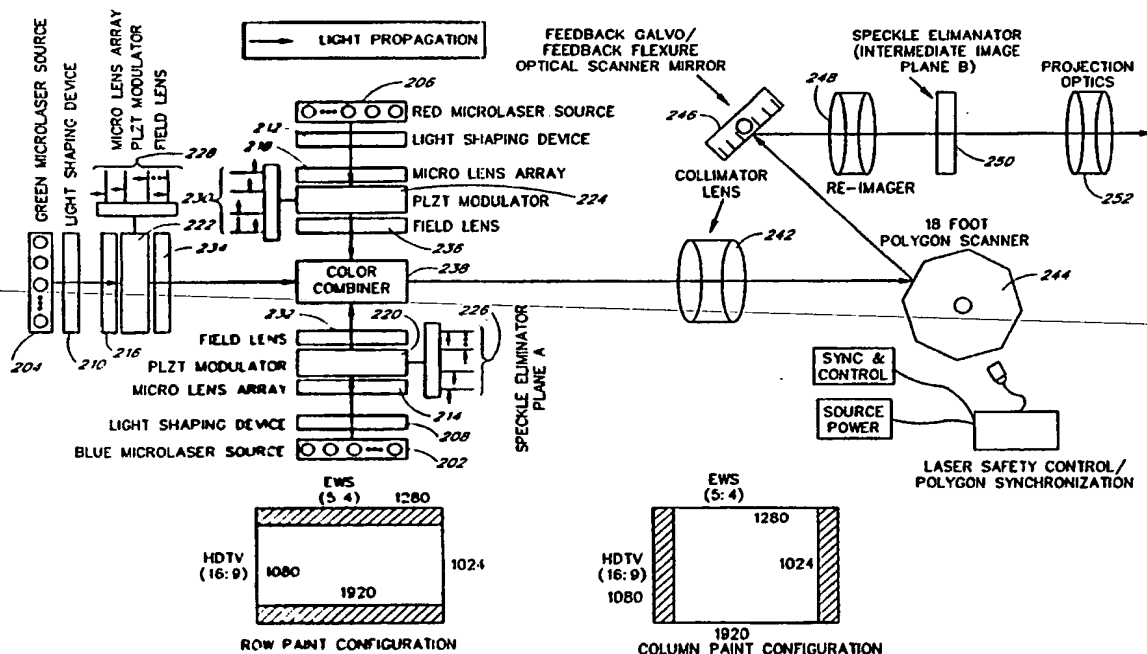 LIGHT PROPAGATION
GREEN MICROLASER SOURCE
LIGHT SHAPING DEVICE
MICRO LENS ARRAY
PLZT MODULATOR
FIELD LENS
228
230
222
234
204
210
216
206
RED MICROLASER SOURCE
212
LIGHT SHAPING DEVICE
218
MICRO LENS ARRAY
PLZT MODULATOR
224
FIELD LENS
236
COLOR
COMBINER
238
232
220
226
FIELD LENS
PLZT MODULATOR
MICRO LENS ARRAY
214
LIGHT SHAPING DEVICE
208
BLUE MICROLASER SOURCE
202
SPECKLE ELIMINATOR
PLANE A
FEEDBACK GALVO/
FEEDBACK FLEXURE
OPTICAL SCANNER MIRROR
246
248
RE-IMAGER
SPECKLE ELIMANATOR
(INTERMEDIATE IMAGE
PLANE B)
250
PROJECTION
OPTICS
252
COLLIMATOR
LENS
242
18 FOOT
POLYGON SCANNER
244
SYNC &
CONTROL
SOURCE
POWER
LASER SAFETY CONTROL/
POLYGON SYNCHRONIZATION
EWS
(5:4) 1280
HDTV
(16:9)
1080
1920
1024
ROW PAINT CONFIGURATION
EWS
(5:4)
1280
HDTV
(16:9)
1080
1024
1920
COLUMN PAINT CONFIGURATION